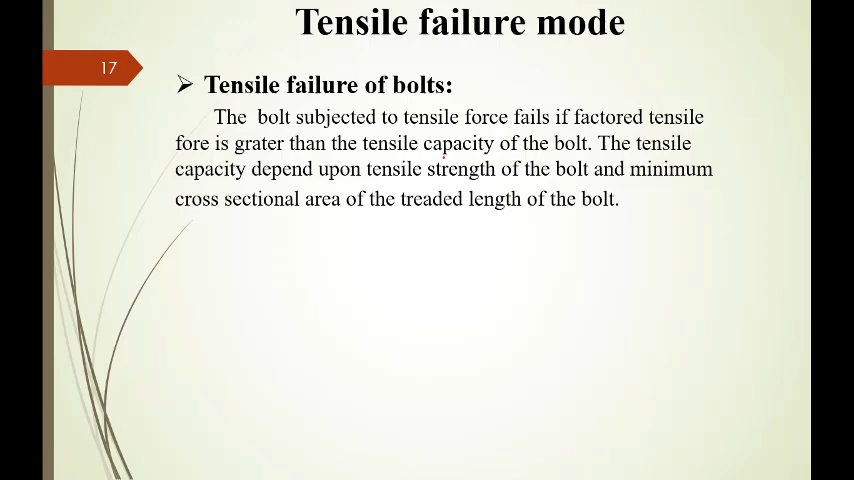 Tensile failure mode
17
➢ Tensile failure of bolts:
The bolt subjected to tensile force fails if factored tensile
fore is grater than the tensile capacity of the bolt. The tensile
capacity depend upon tensile strength of the bolt and minimum
cross sectional area of the treaded length of the bolt.